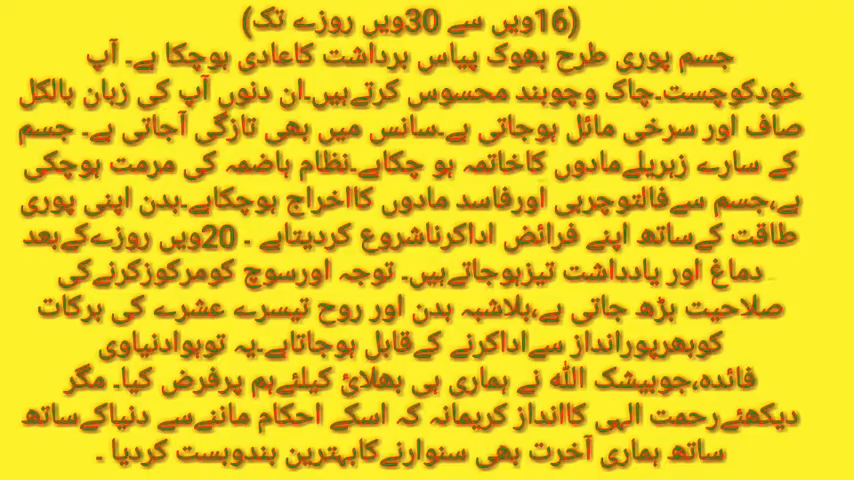 (16ویں سے 30ویں روزے تک)
جسم پوری طرح بھوک پیاس برداشت کاعادی ہوچکا ہے۔ آپ
خودکوچست۔چاک وچوبند محسوس کرتےہیں۔ان دنوں آپ کی زبان بالکل
صاف اور سرخی مائل ہوجاتی ہے۔سانس میں بھی تازگی آجاتی ہے۔ جسم
کے سارے زہریلےمادوں کاخاتمہ ہو چکاہے۔نظام ہاضمہ کی مرمت ہوچکی
ہے،جسم سےفالتوچربی اورفاسد مادوں کااخراج ہوچکاہے۔بدن اپنی پوری
طاقت کےساتھ اپنے فرائض اداکرناشروع کردیتاہے ۔ 20ویں روزےکےبعد
دماغ اور یادداشت تیزہوجاتےہیں۔ توجہ اورسوچ کومرکوزکرنےکی
صلاحیت بڑھ جاتی ہے،بلاشبہ بدن اور روح تیسرے عشرے کی برکات
کوبھرپورانداز سےاداکرنے کےقابل ہوجاتاہے۔یہ توہوادنیاوی
فائدہ،جوبیشک اللہ نے ہماری ہی بھلائ کیلئےہم پرفرض کیا۔ مگر
دیکھئےرحمت الہی کاانداز کریمانہ کہ اسکے احکام ماننےسے دنیاکےساتھ
ساتھ ہماری آخرت بھی سنوارنےکابہترین بندوبست کردیا ۔